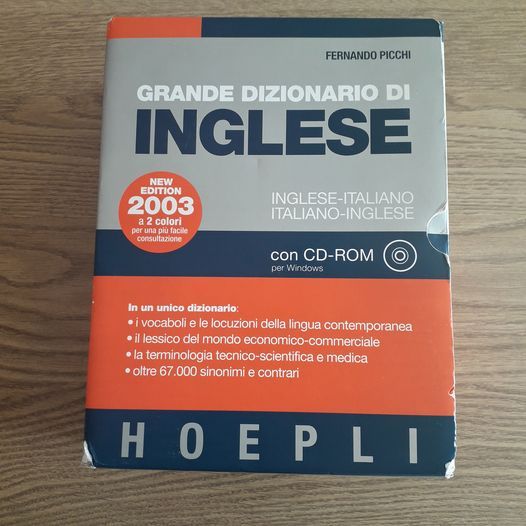 FERNANDO PICCHI
GRANDE DIZIONARIO DI
INGLESE
NEW
EDITION
2003
a 2 colori
per una più facile
consultazione
INGLESE-ITALIANO
ITALIANO-INGLESE
con CD-ROM
per Windows
In un unico dizionario:
• i vocaboli e le locuzioni della lingua contemporanea
• il lessico del mondo economico-commerciale
• la terminologia tecnico-scientifica e medica
• oltre 67.000 sinonimi e contrari
HOEPLI